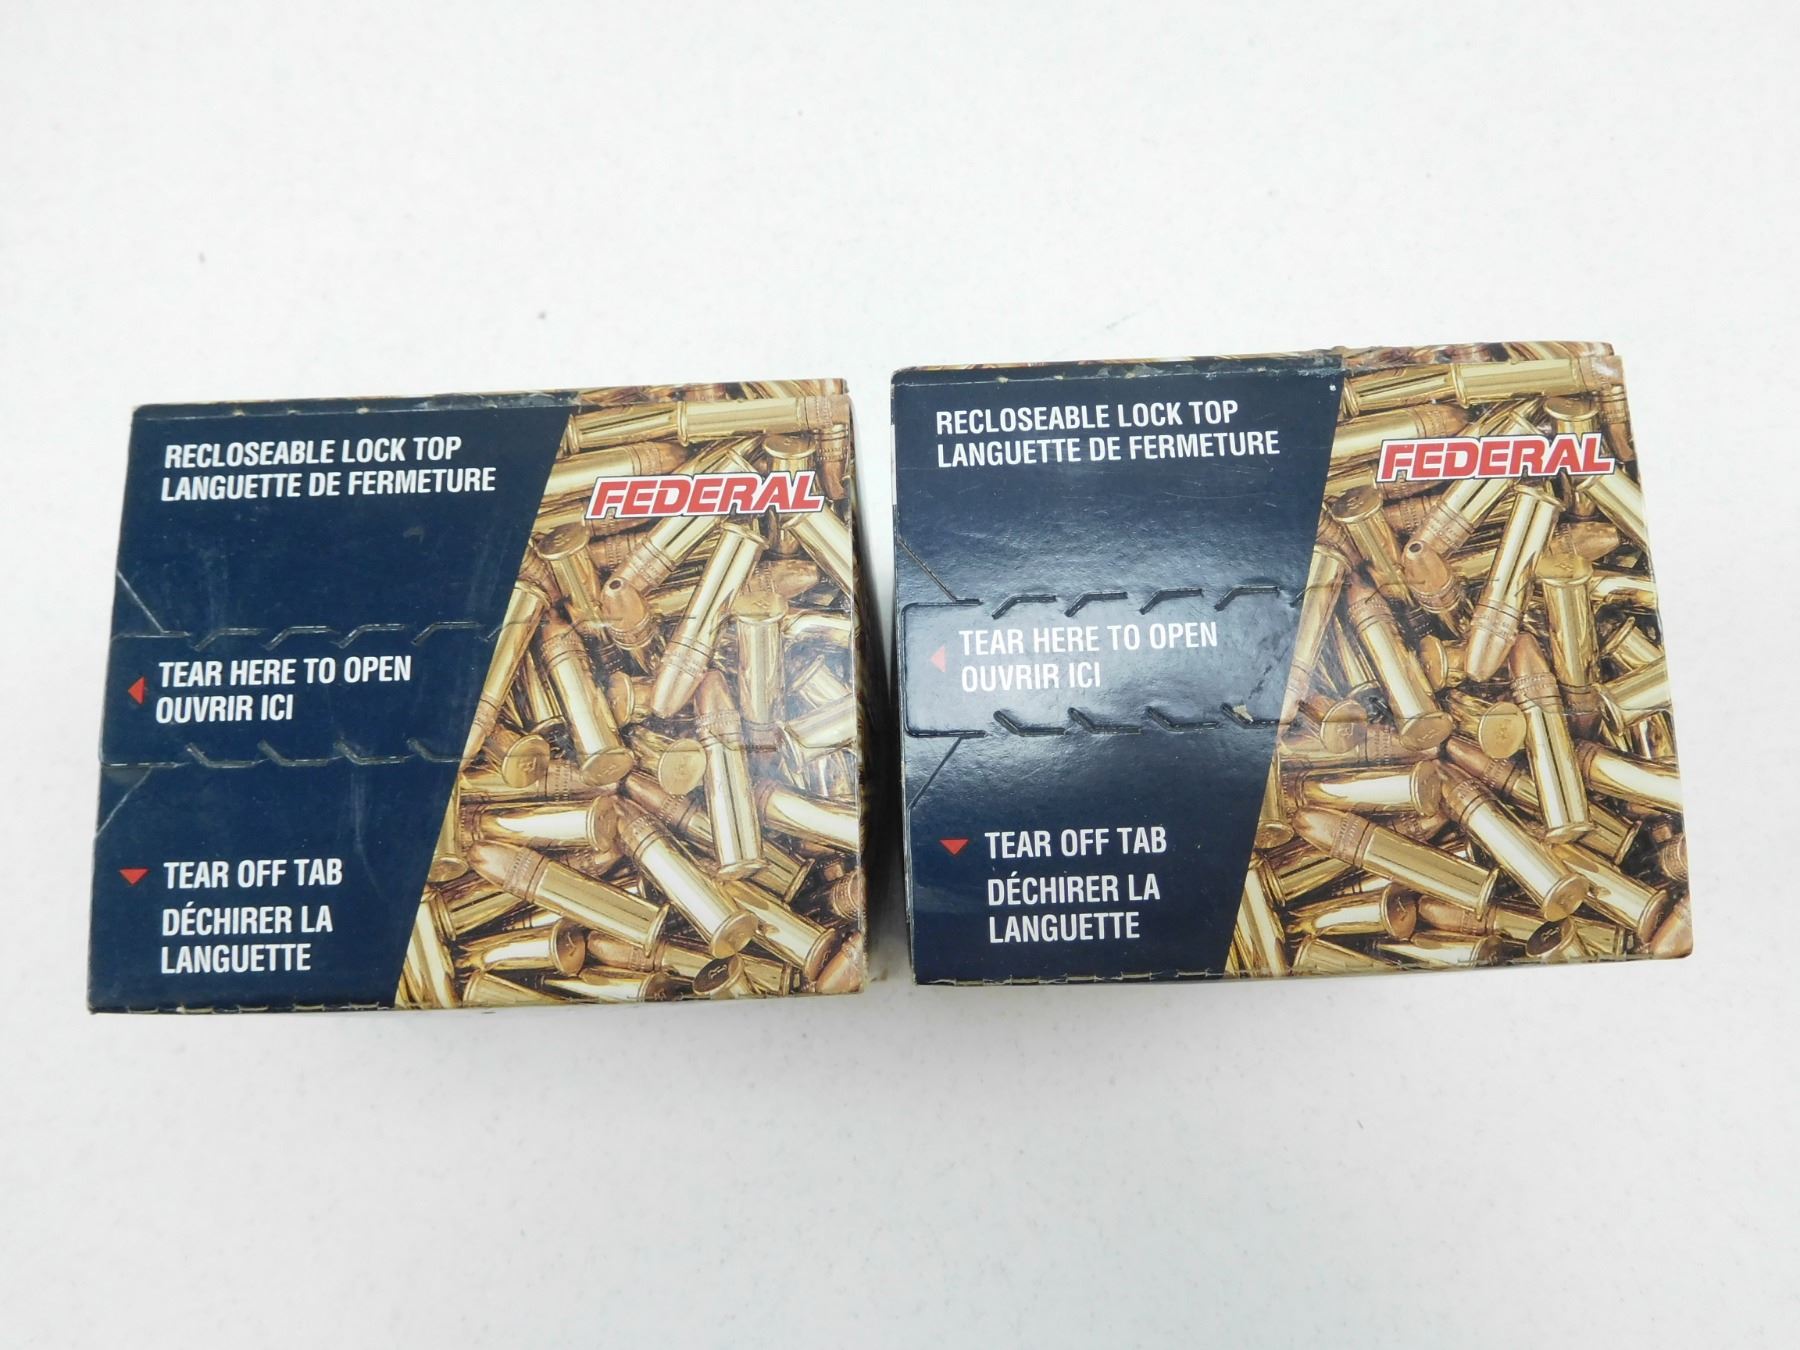 RECLOSEABLE LOCK TOP
LANGUETTE DE FERMETURE
FEDERAL
TEAR HERE TO OPEN
OUVRIR ICI
TEAR OFF TAB
DÉCHIRER LA
LANGUETTE
RECLOSEABLE LOCK TOP
LANGUETTE DE FERMETURE
FEDERAL
TEAR HERE TO OPEN
OUVRIR ICI
TEAR OFF TAB
DÉCHIRER LA
LANGUETTE